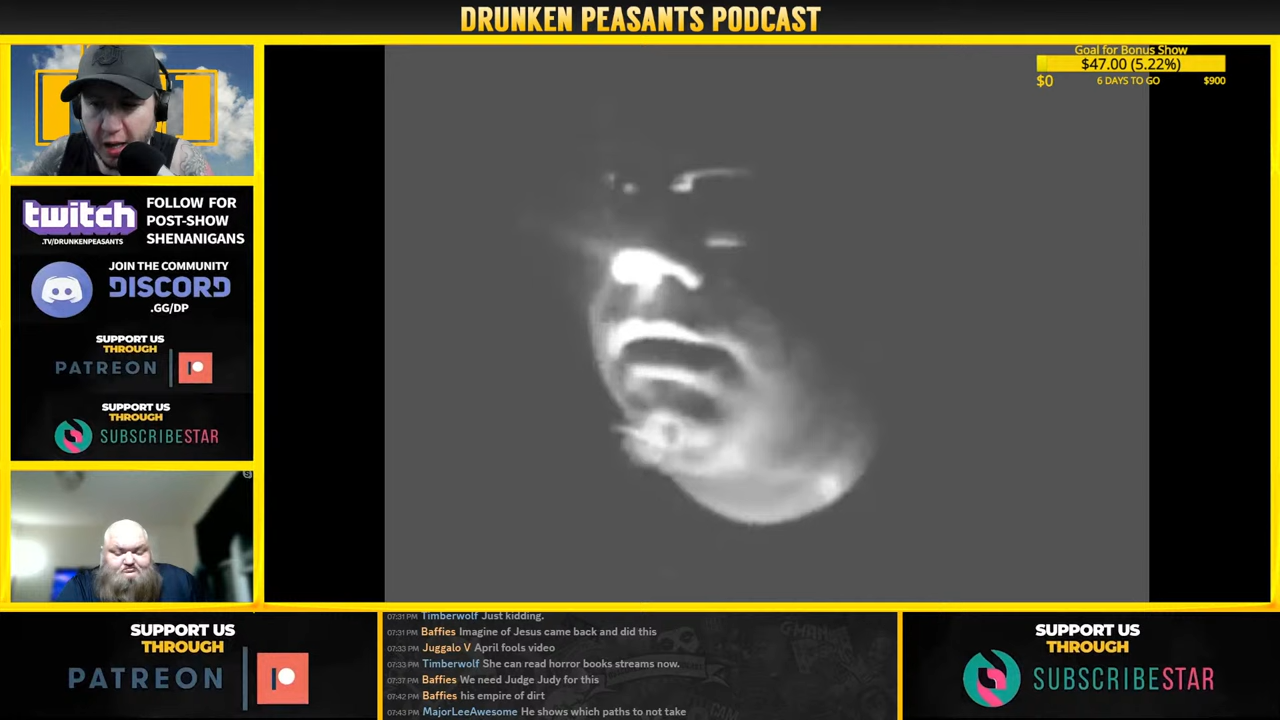 DRUNKEN PEASANTS PODCAST
Goal for Bonus Show
$47.00 (5.22%)
$0
6 DAYS TO GO
$900
twitch
.TV/DRUNKENPEASANTS
FOLLOW FOR
POST-SHOW
SHENANIGANS
JOIN THE COMMUNITY
DISCORD
.GG/DP
SUPPORT US
THROUGH
PATREON
SUPPORT US
THROUGH
SUBSCRIBESTAR
SUPPORT US
THROUGH
PATREON
07:31 PM Timberwolf Just kidding.
07:31 PM Baffies Imagine of Jesus came back and did this
07:33 PM Juggalo V April fools video
07:33 PM Timberwolf She can read horror books streams now.
07:37 PM Baffies We need Judge Judy for this
07:42 PM Baffies his empire of dirt
07:43 PM MajorLeeAwesome He shows which paths to not take
SUPPORT US
THROUGH
SUBSCRIBESTAR